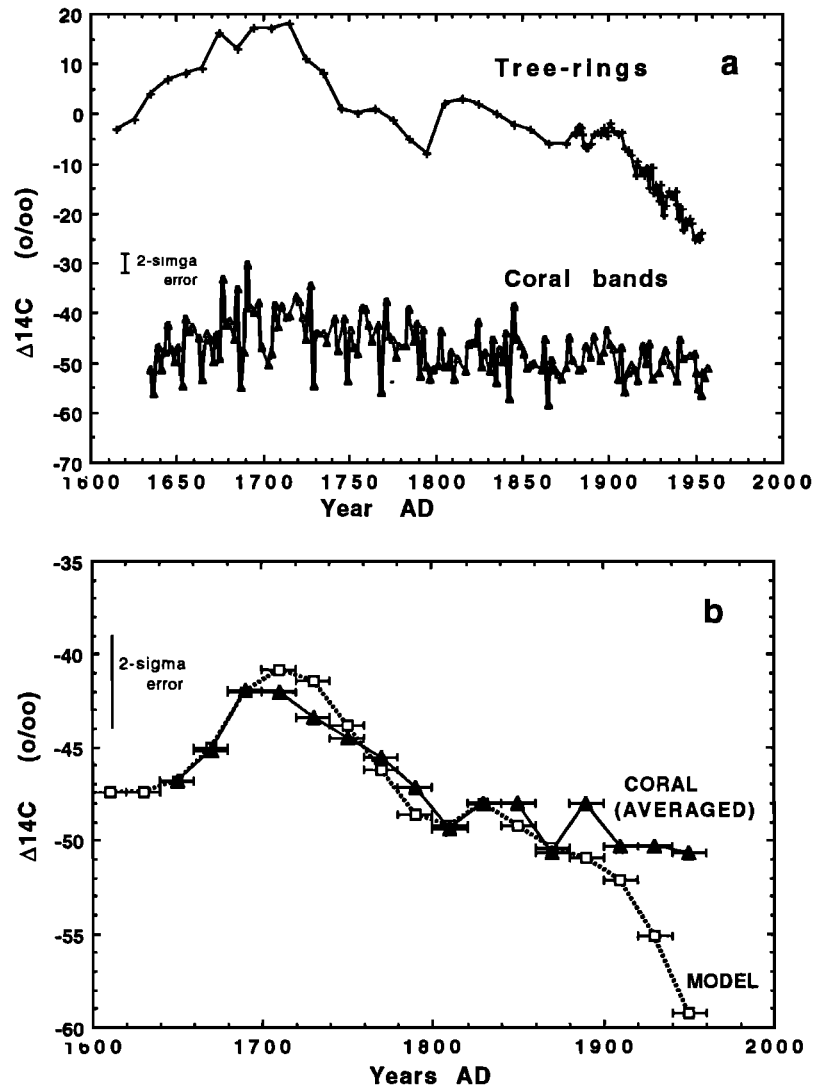 20
10
0
-10
-20
-30
-40
-50
-60
-70
Δ14C (o/oo)
Tree-rings
a
2-simga
error
Coral bands
1600 1650 1700 1750 1800 1850 1900 1950 2000
Year AD
-35
-40
-45
-50
-55
-60
Δ14C (o/oo)
b
2-sigma
error
CORAL
(AVERAGED)
MODEL
1600 1700 1800 1900 2000
Years AD